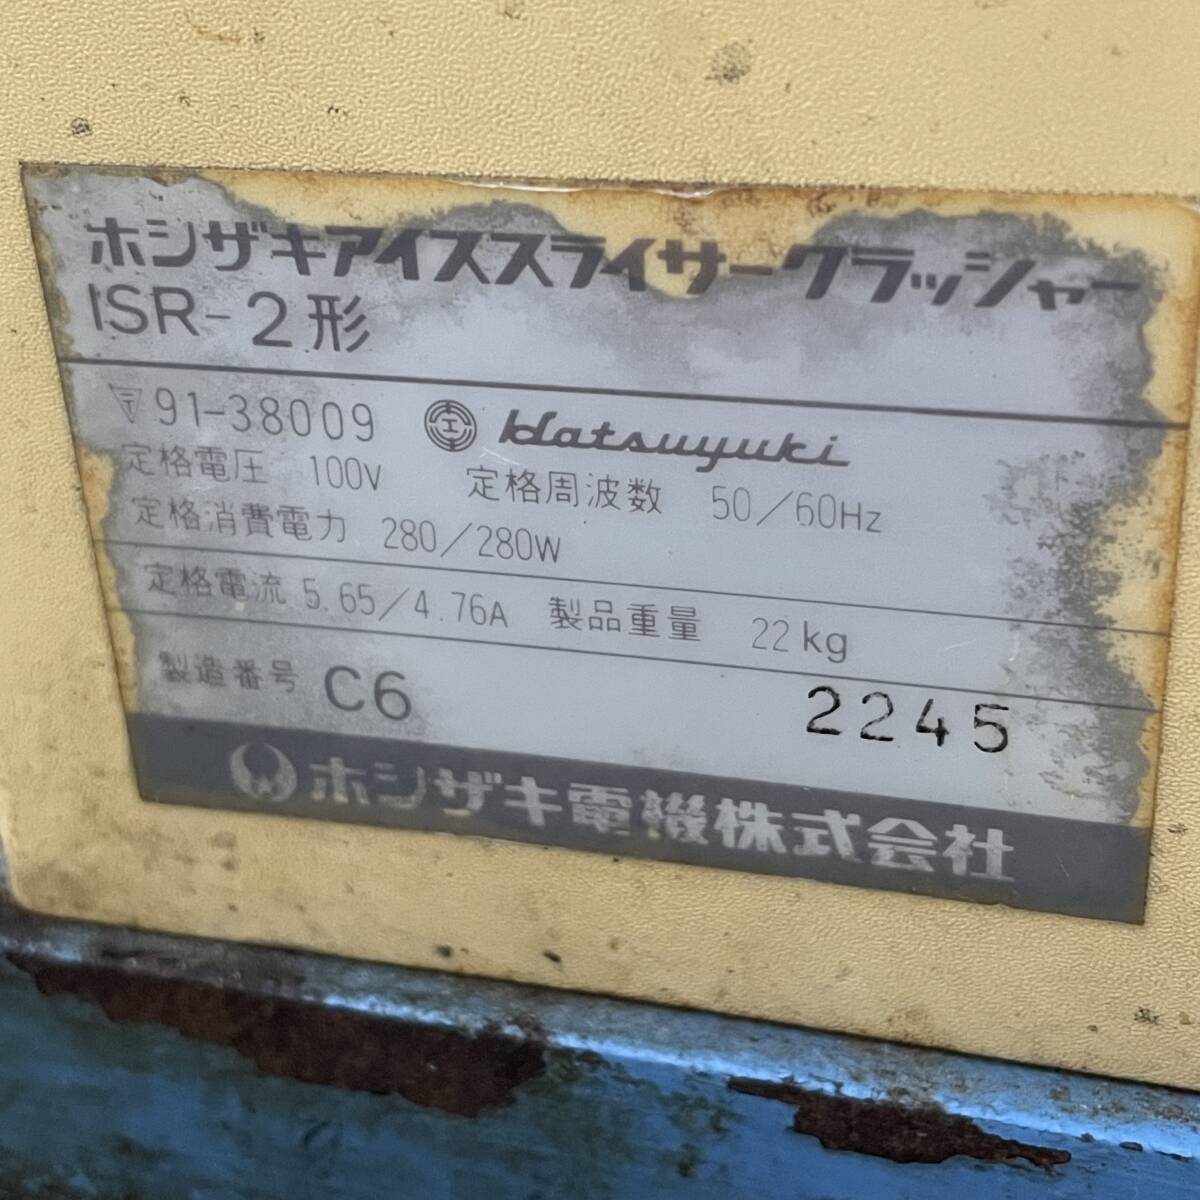 ホシザキアイススライサークラッシャー
ISR-2形
91-38009 Hatsuyuki
定格電圧 100V 定格周波数 50/60Hz
定格消費電力 280/280W
定格電流 5.65/4.76A 製品重量 22kg
製造番号 C6 2245
ホシザキ電機株式会社